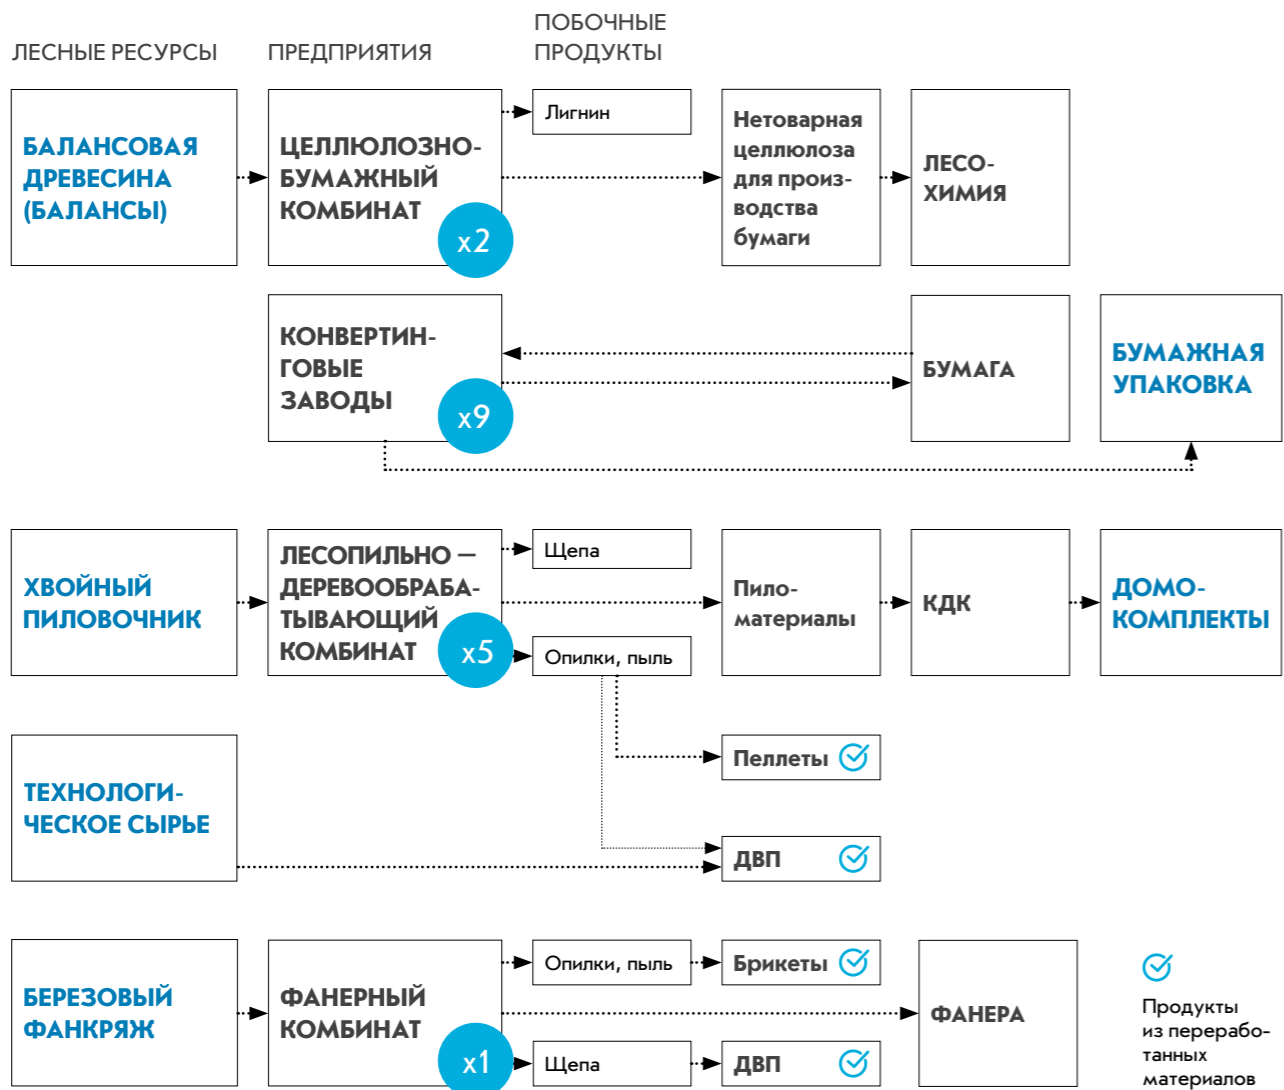 ЛЕСНЫЕ РЕСУРСЫ
ПРЕДПРИЯТИЯ
ПОБОЧНЫЕ
ПРОДУКТЫ
БАЛАНСОВАЯ
ДРЕВЕСИНА
(БАЛАНСЫ)
ЦЕЛЛЮЛОЗНО-
БУМАЖНЫЙ
КОМБИНАТ
x2
Лигнин
Нетоварная
целлюлоза
для произ-
водства
бумаги
ЛЕСО-
ХИМИЯ
КОНВЕРТИН-
ГОВЫЕ
ЗАВОДЫ
x9
БУМАГА
БУМАЖНАЯ
УПАКОВКА
ХВОЙНЫЙ
ПИЛОВОЧНИК
ЛЕСОПИЛЬНО —
ДЕРЕВООБРАБА-
ТЫВАЮЩИЙ
КОМБИНАТ
x5
Щепа
Опилки, пыль
Пило-
материалы
КДК
ДОМО-
КОМПЛЕКТЫ
Пеллеты
ТЕХНОЛОГИ-
ЧЕСКОЕ СЫРЬЕ
ДВП
БЕРЕЗОВЫЙ
ФАНКРЯЖ
ФАНЕРНЫЙ
КОМБИНАТ
x1
Опилки, пыль
Брикеты
Щепа
ДВП
ФАНЕРА
Продукты
из перерабо-
танных
материалов